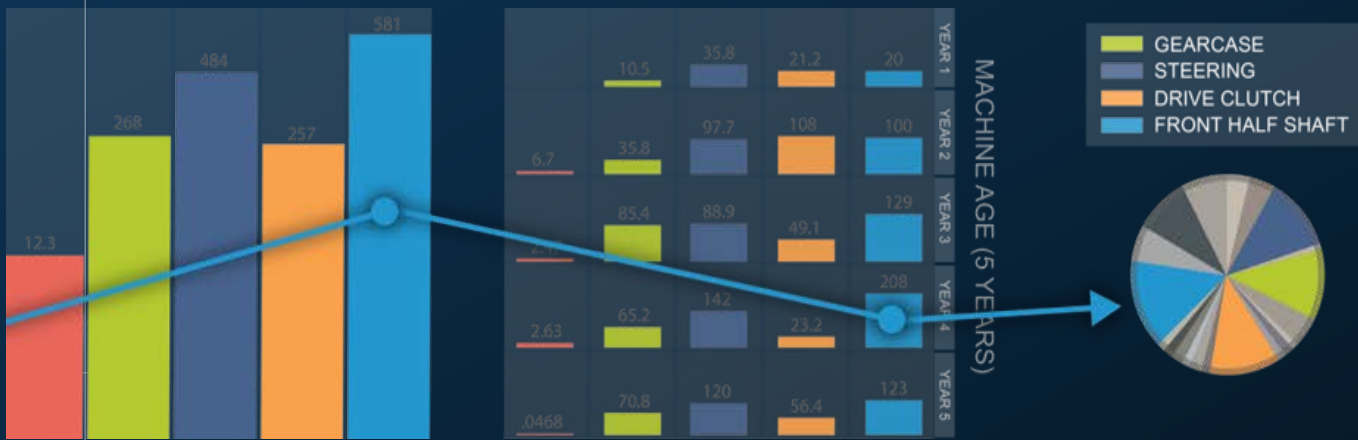 12.3
268
484
257
581
10.5 35.8 21.2 20
YEAR 1
6.7 35.8 97.7 108 100
YEAR 2
85.4 88.9 49.1 129
YEAR 3
2.63 65.2 142 23.2 208
YEAR 4
.0468 70.8 120 56.4 123
YEAR 5
MACHINE AGE (5 YEARS)
GEARCASE
STEERING
DRIVE CLUTCH
FRONT HALF SHAFT